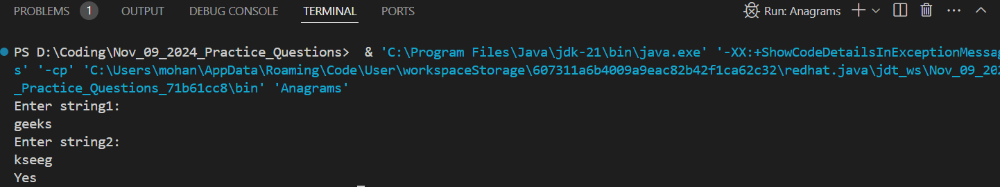 PROBLEMS 1 OUTPUT DEBUG CONSOLE TERMINAL PORTS Run: Anagrams
PS D:\Coding\Nov_09_2024_Practice_Questions>  & 'C:\Program Files\Java\jdk-21\bin\java.exe' '-XX:+ShowCodeDetailsInExceptionMessag
s' '-cp' 'C:\Users\mohan\AppData\Roaming\Code\User\workspaceStorage\607311a6b4009a9eac82b42f1ca62c32\redhat.java\jdt_ws\Nov_09_202
_Practice_Questions_71b61cc8\bin' 'Anagrams'
Enter string1:
geeks
Enter string2:
kseeg
Yes